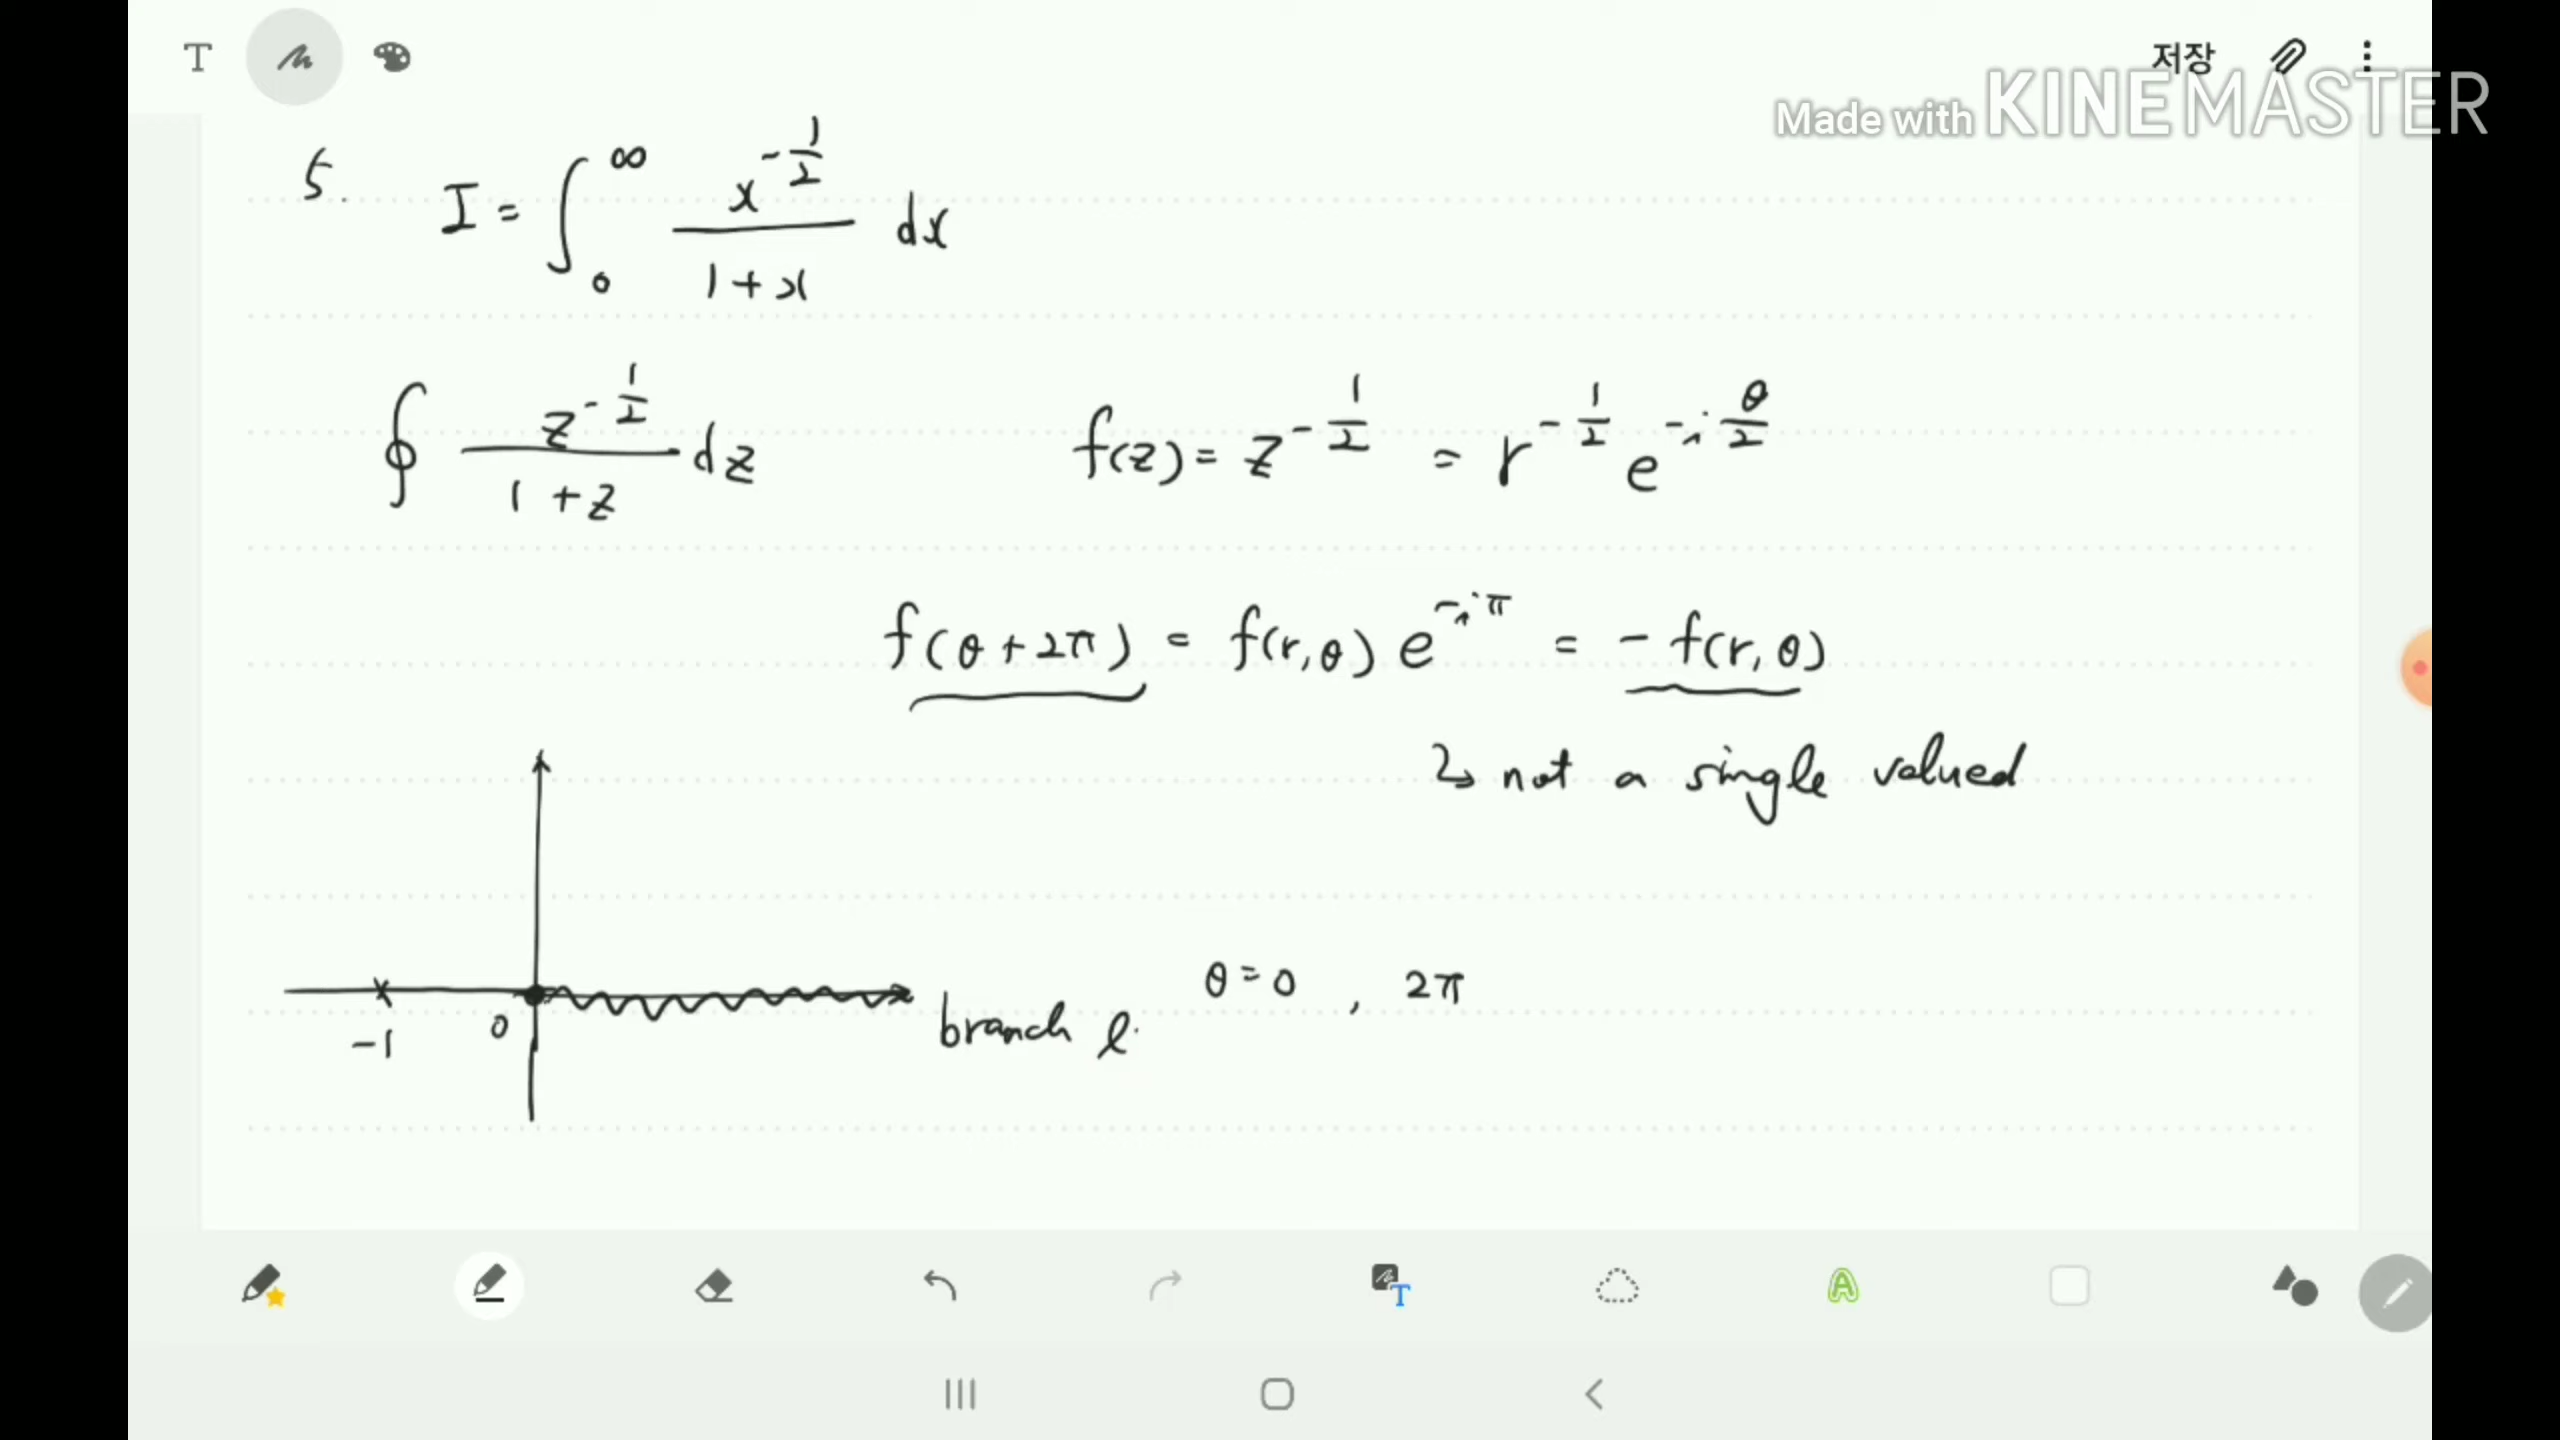 T 저장
Made with KINEMASTER
5. I = ∫₀^∞ x^{-1/2} / (1+x) dx
∮ z^{-1/2} / (1+z) dz f(z) = z^{-1/2} = r^{-1/2} e^{-iθ/2}
f(θ+2π) = f(r,θ) e^{-iπ} = -f(r,θ)
↳ not a single valued
θ=0 , 2π
-1 0 branch l
T
A